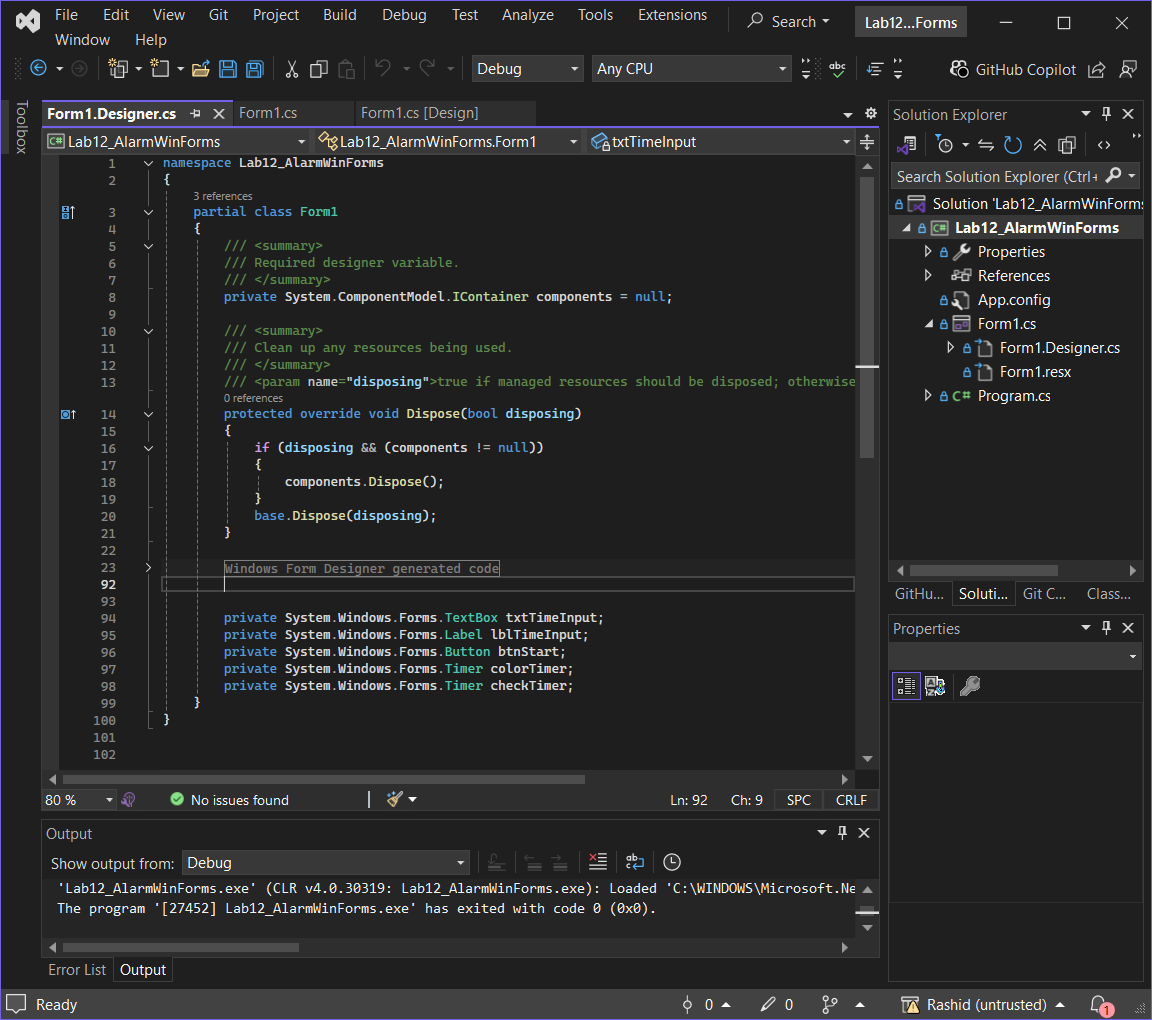 File Edit View Git Project Build Debug Test Analyze Tools Extensions Search Lab12...Forms
Window Help
Debug Any CPU abc GitHub Copilot
Toolbox
Form1.Designer.cs Form1.cs Form1.cs [Design]
C# Lab12_AlarmWinForms Lab12_AlarmWinForms.Form1 txtTimeInput
1 namespace Lab12_AlarmWinForms
2 {
3 references
3 partial class Form1
4 {
5 /// <summary>
6 /// Required designer variable.
7 /// </summary>
8 private System.ComponentModel.IContainer components = null;
9
10 /// <summary>
11 /// Clean up any resources being used.
12 /// </summary>
13 /// <param name="disposing">true if managed resources should be disposed; otherwise
0 references
14 protected override void Dispose(bool disposing)
15 {
16 if (disposing && (components != null))
17 {
18 components.Dispose();
19 }
20 base.Dispose(disposing);
21 }
22
23 Windows Form Designer generated code
92
93
94 private System.Windows.Forms.TextBox txtTimeInput;
95 private System.Windows.Forms.Label lblTimeInput;
96 private System.Windows.Forms.Button btnStart;
97 private System.Windows.Forms.Timer colorTimer;
98 private System.Windows.Forms.Timer checkTimer;
99 }
100 }
101
102
80 % No issues found Ln: 92 Ch: 9 SPC CRLF
Output
Show output from: Debug
'Lab12_AlarmWinForms.exe' (CLR v4.0.30319: Lab12_AlarmWinForms.exe): Loaded 'C:\WINDOWS\Microsoft.Ne
The program '[27452] Lab12_AlarmWinForms.exe' has exited with code 0 (0x0).
Error List Output
Solution Explorer
Search Solution Explorer (Ctrl+
Solution 'Lab12_AlarmWinForms
C# Lab12_AlarmWinForms
Properties
References
App.config
Form1.cs
Form1.Designer.cs
Form1.resx
C# Program.cs
GitHu... Soluti... Git C... Class...
Properties
Ready 0 0 Rashid (untrusted) 1